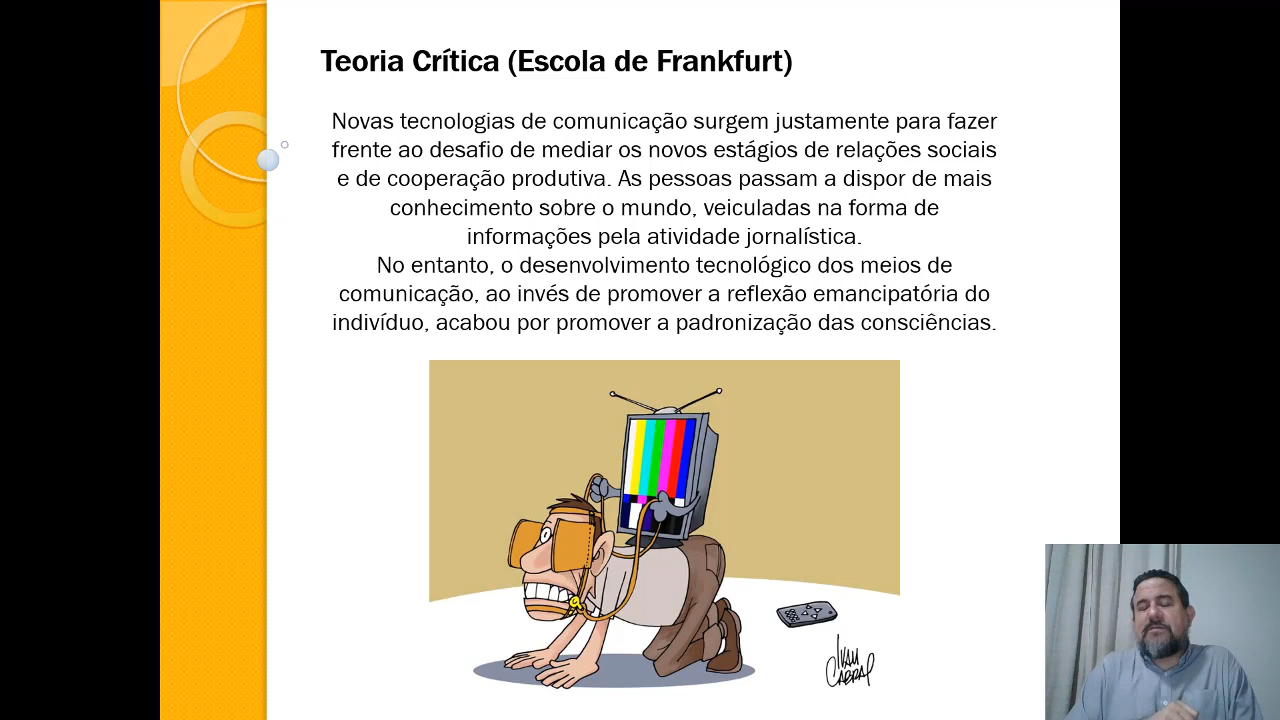 Teoria Crítica (Escola de Frankfurt)
Novas tecnologias de comunicação surgem justamente para fazer
frente ao desafio de mediar os novos estágios de relações sociais
e de cooperação produtiva. As pessoas passam a dispor de mais
conhecimento sobre o mundo, veiculadas na forma de
informações pela atividade jornalística.
No entanto, o desenvolvimento tecnológico dos meios de
comunicação, ao invés de promover a reflexão emancipatória do
indivíduo, acabou por promover a padronização das consciências.
IVAN
CABRAL